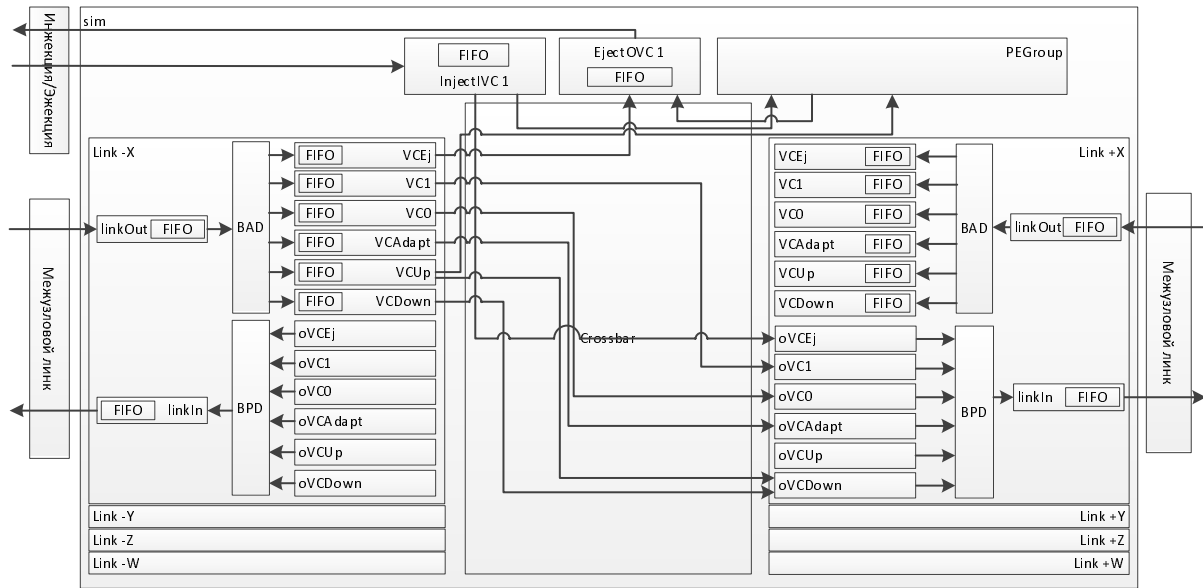 sim
Инжекция/Эжекция
FIFO
InjectIVC 1
EjectOVC 1
FIFO
PEGroup
Link -X
linkOut FIFO
BAD
FIFO VCEj
FIFO VC1
FIFO VC0
FIFO VCAdapt
FIFO VCUp
FIFO VCDown
Межузловой линк
FIFO linkIn
BPD
oVCEj
oVC1
oVC0
oVCAdapt
oVCUp
oVCDown
Link -Y
Link -Z
Link -W
Crossbar
Link +X
VCEj FIFO
VC1 FIFO
VC0 FIFO
VCAdapt FIFO
VCUp FIFO
VCDown FIFO
BAD
linkOut FIFO
oVCEj
oVC1
oVC0
oVCAdapt
oVCUp
oVCDown
BPD
linkIn FIFO
Межузловой линк
Link +Y
Link +Z
Link +W